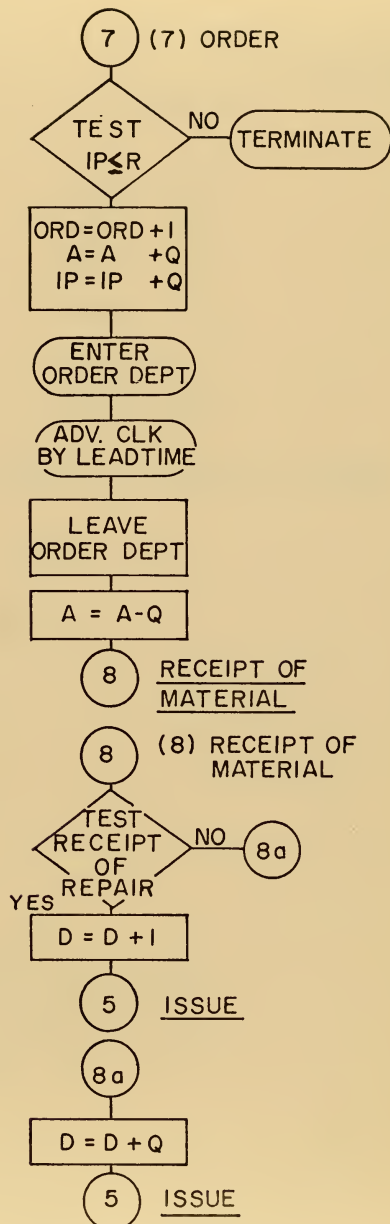 7 (7) ORDER
TEST
IP≤R
NO
TERMINATE
ORD=ORD+1
A=A +Q
IP=IP +Q
ENTER
ORDER DEPT
ADV. CLK
BY LEADTIME
LEAVE
ORDER DEPT
A = A-Q
8 RECEIPT OF
MATERIAL
8 (8) RECEIPT OF
MATERIAL
TEST
RECEIPT
OF
REPAIR
NO
8a
YES
D = D + 1
5 ISSUE
8a
D = D + Q
5 ISSUE